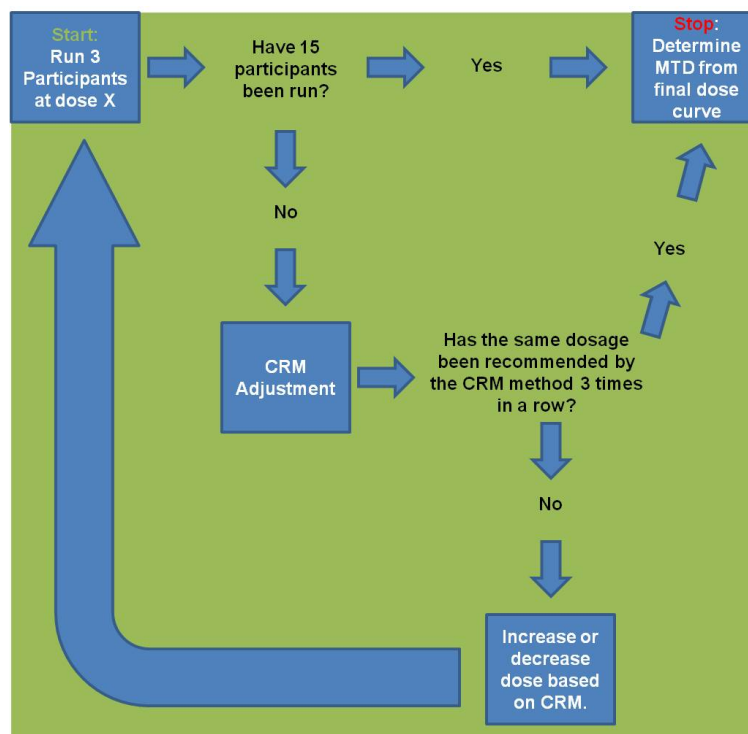 Start:
Run 3
Participants
at dose X
Have 15
participants
been run?
Yes
Stop:
Determine
MTD from
final dose
curve
No
Yes
CRM
Adjustment
Has the same dosage
been recommended by
the CRM method 3 times
in a row?
No
Increase or
decrease
dose based
on CRM.